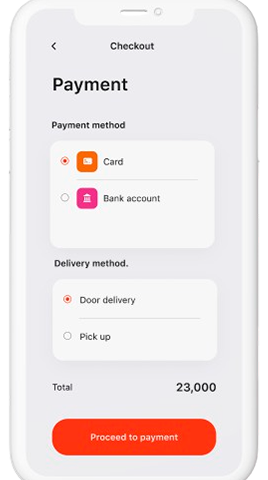 Checkout
Payment
Payment method
Card
Bank account
Delivery method.
Door delivery
Pick up
Total 23,000
Proceed to payment